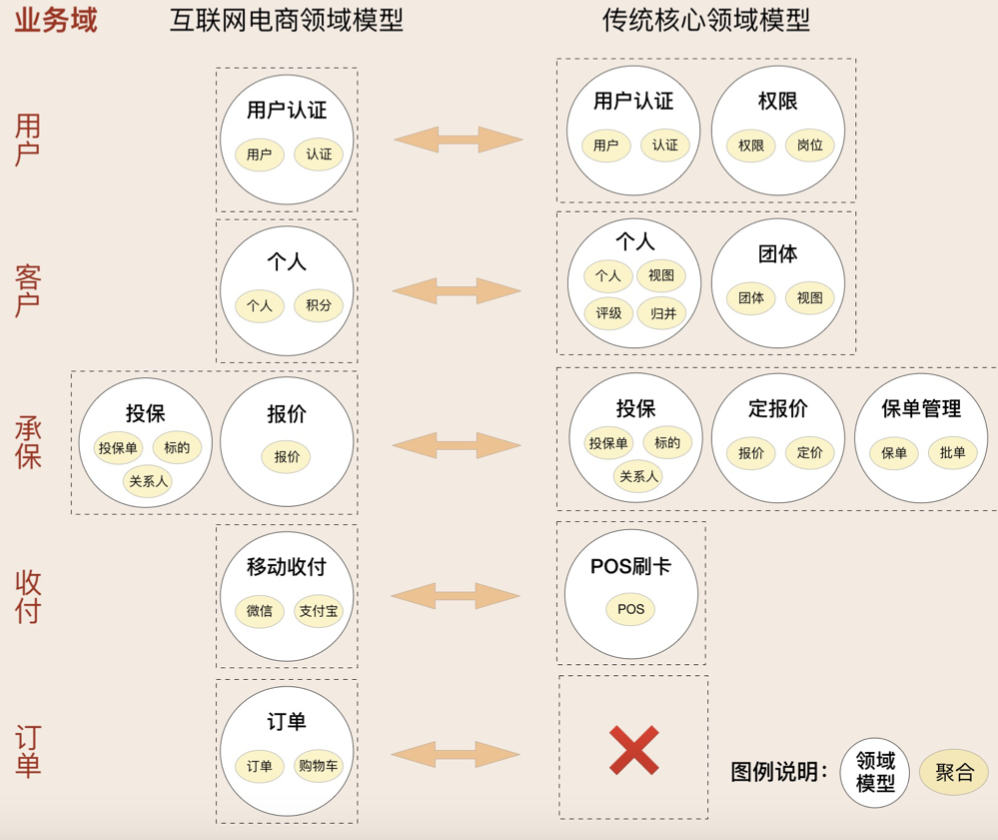 业务域
互联网电商领域模型
传统核心领域模型
用户
用户认证
用户
认证
用户认证
用户
认证
权限
权限
岗位
客户
个人
个人
积分
个人
个人
视图
评级
归并
团体
团体
视图
承保
投保
投保单
标的
关系人
报价
报价
投保
投保单
标的
关系人
定报价
报价
定价
保单管理
保单
批单
收付
移动收付
微信
支付宝
POS刷卡
POS
订单
订单
订单
购物车
图例说明：
领域
模型
聚合